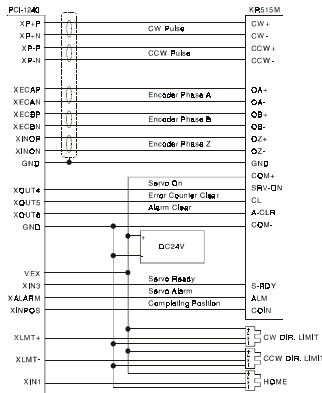 PCI-1240 KR515M
XP+P CW Pulse CW+
XP+N CW-
XP-P CCW Pulse CCW+
XP-N CCW-
XECAP Encoder Phase A OA+
XECAN OA-
XECBP Encoder Phase B OB+
XECBN OB-
XINOP Encoder Phase Z OZ+
XINON OZ-
GND GND
COM+
XOUT4 Servo On SRV-ON
XOUT5 Error Counter Clear CL
XOUT6 Alarm Clear A-CLR
GND COM-
+ DC24V
-
VEX
XIN3 Servo Ready S-RDY
XALARM Servo Alarm ALM
XINPOS Completing Position COIN
XLMT+ CW DIR. LIMIT
XLMT- CCW DIR. LIMIT
XIN1 HOME